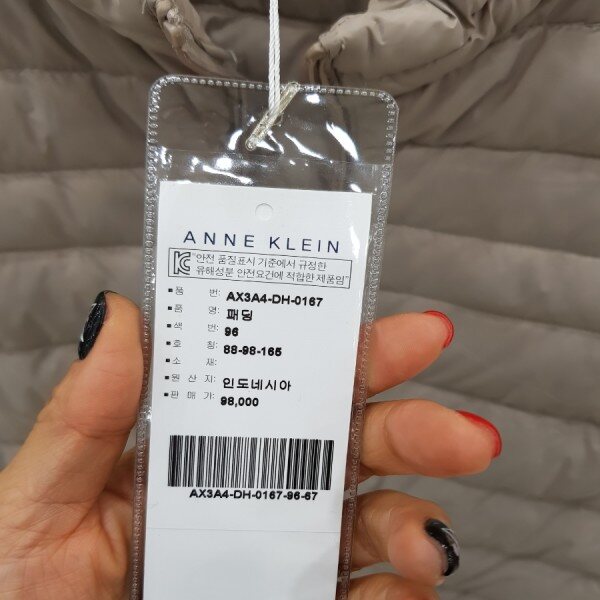 ANNE KLEIN
KC "안전 품질표시 기준에서 규정한
유해성분 안전요건에 적합한 제품임"
▪품 번: AX3A4-DH-0167
▪품 명: 패딩
▪색 번: 96
▪호 칭: 88-98-165
▪소 재:
▪원 산 지: 인도네시아
▪판 매 가: 98,000
AX3A4-DH-0167-96-67